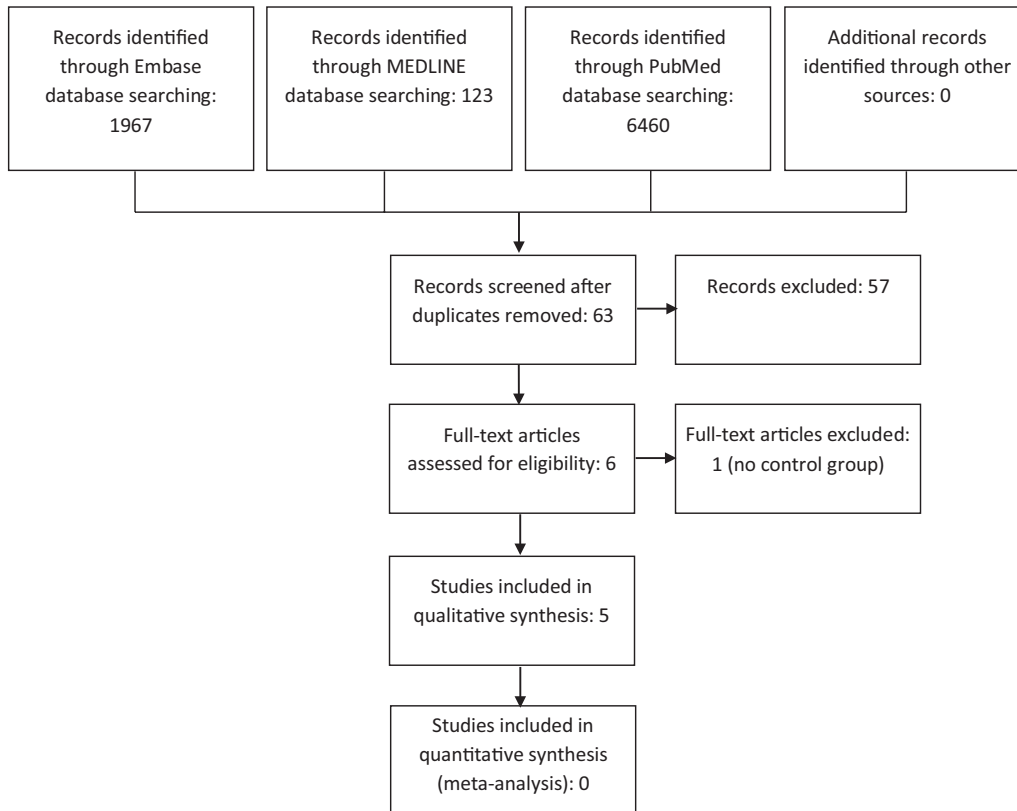 Records identified
through Embase
database searching:
1967
Records identified
through MEDLINE
database searching: 123
Records identified
through PubMed
database searching:
6460
Additional records
identified through other
sources: 0
Records screened after
duplicates removed: 63
Records excluded: 57
Full-text articles
assessed for eligibility: 6
Full-text articles excluded:
1 (no control group)
Studies included in
qualitative synthesis: 5
Studies included in
quantitative synthesis
(meta-analysis): 0